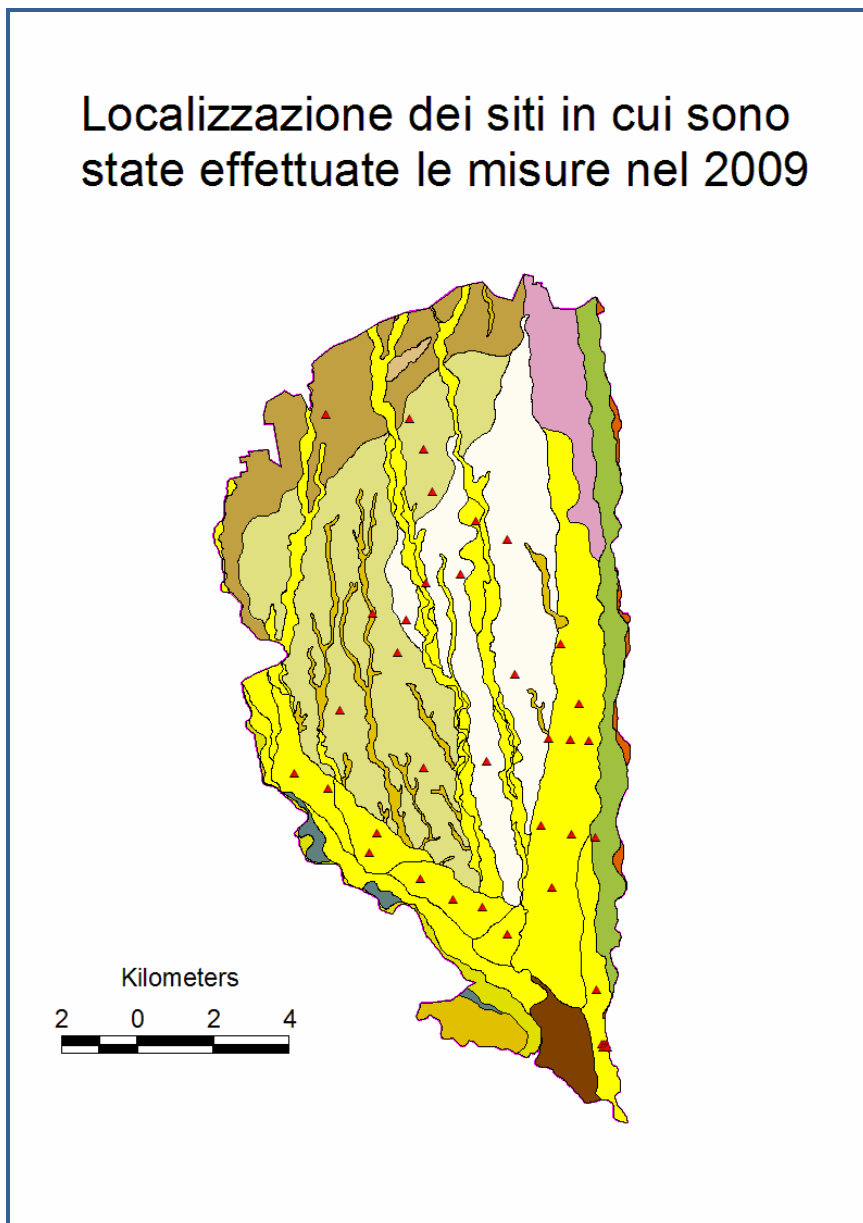 Localizzazione dei siti in cui sono
state effettuate le misure nel 2009
Kilometers
2 0 2 4